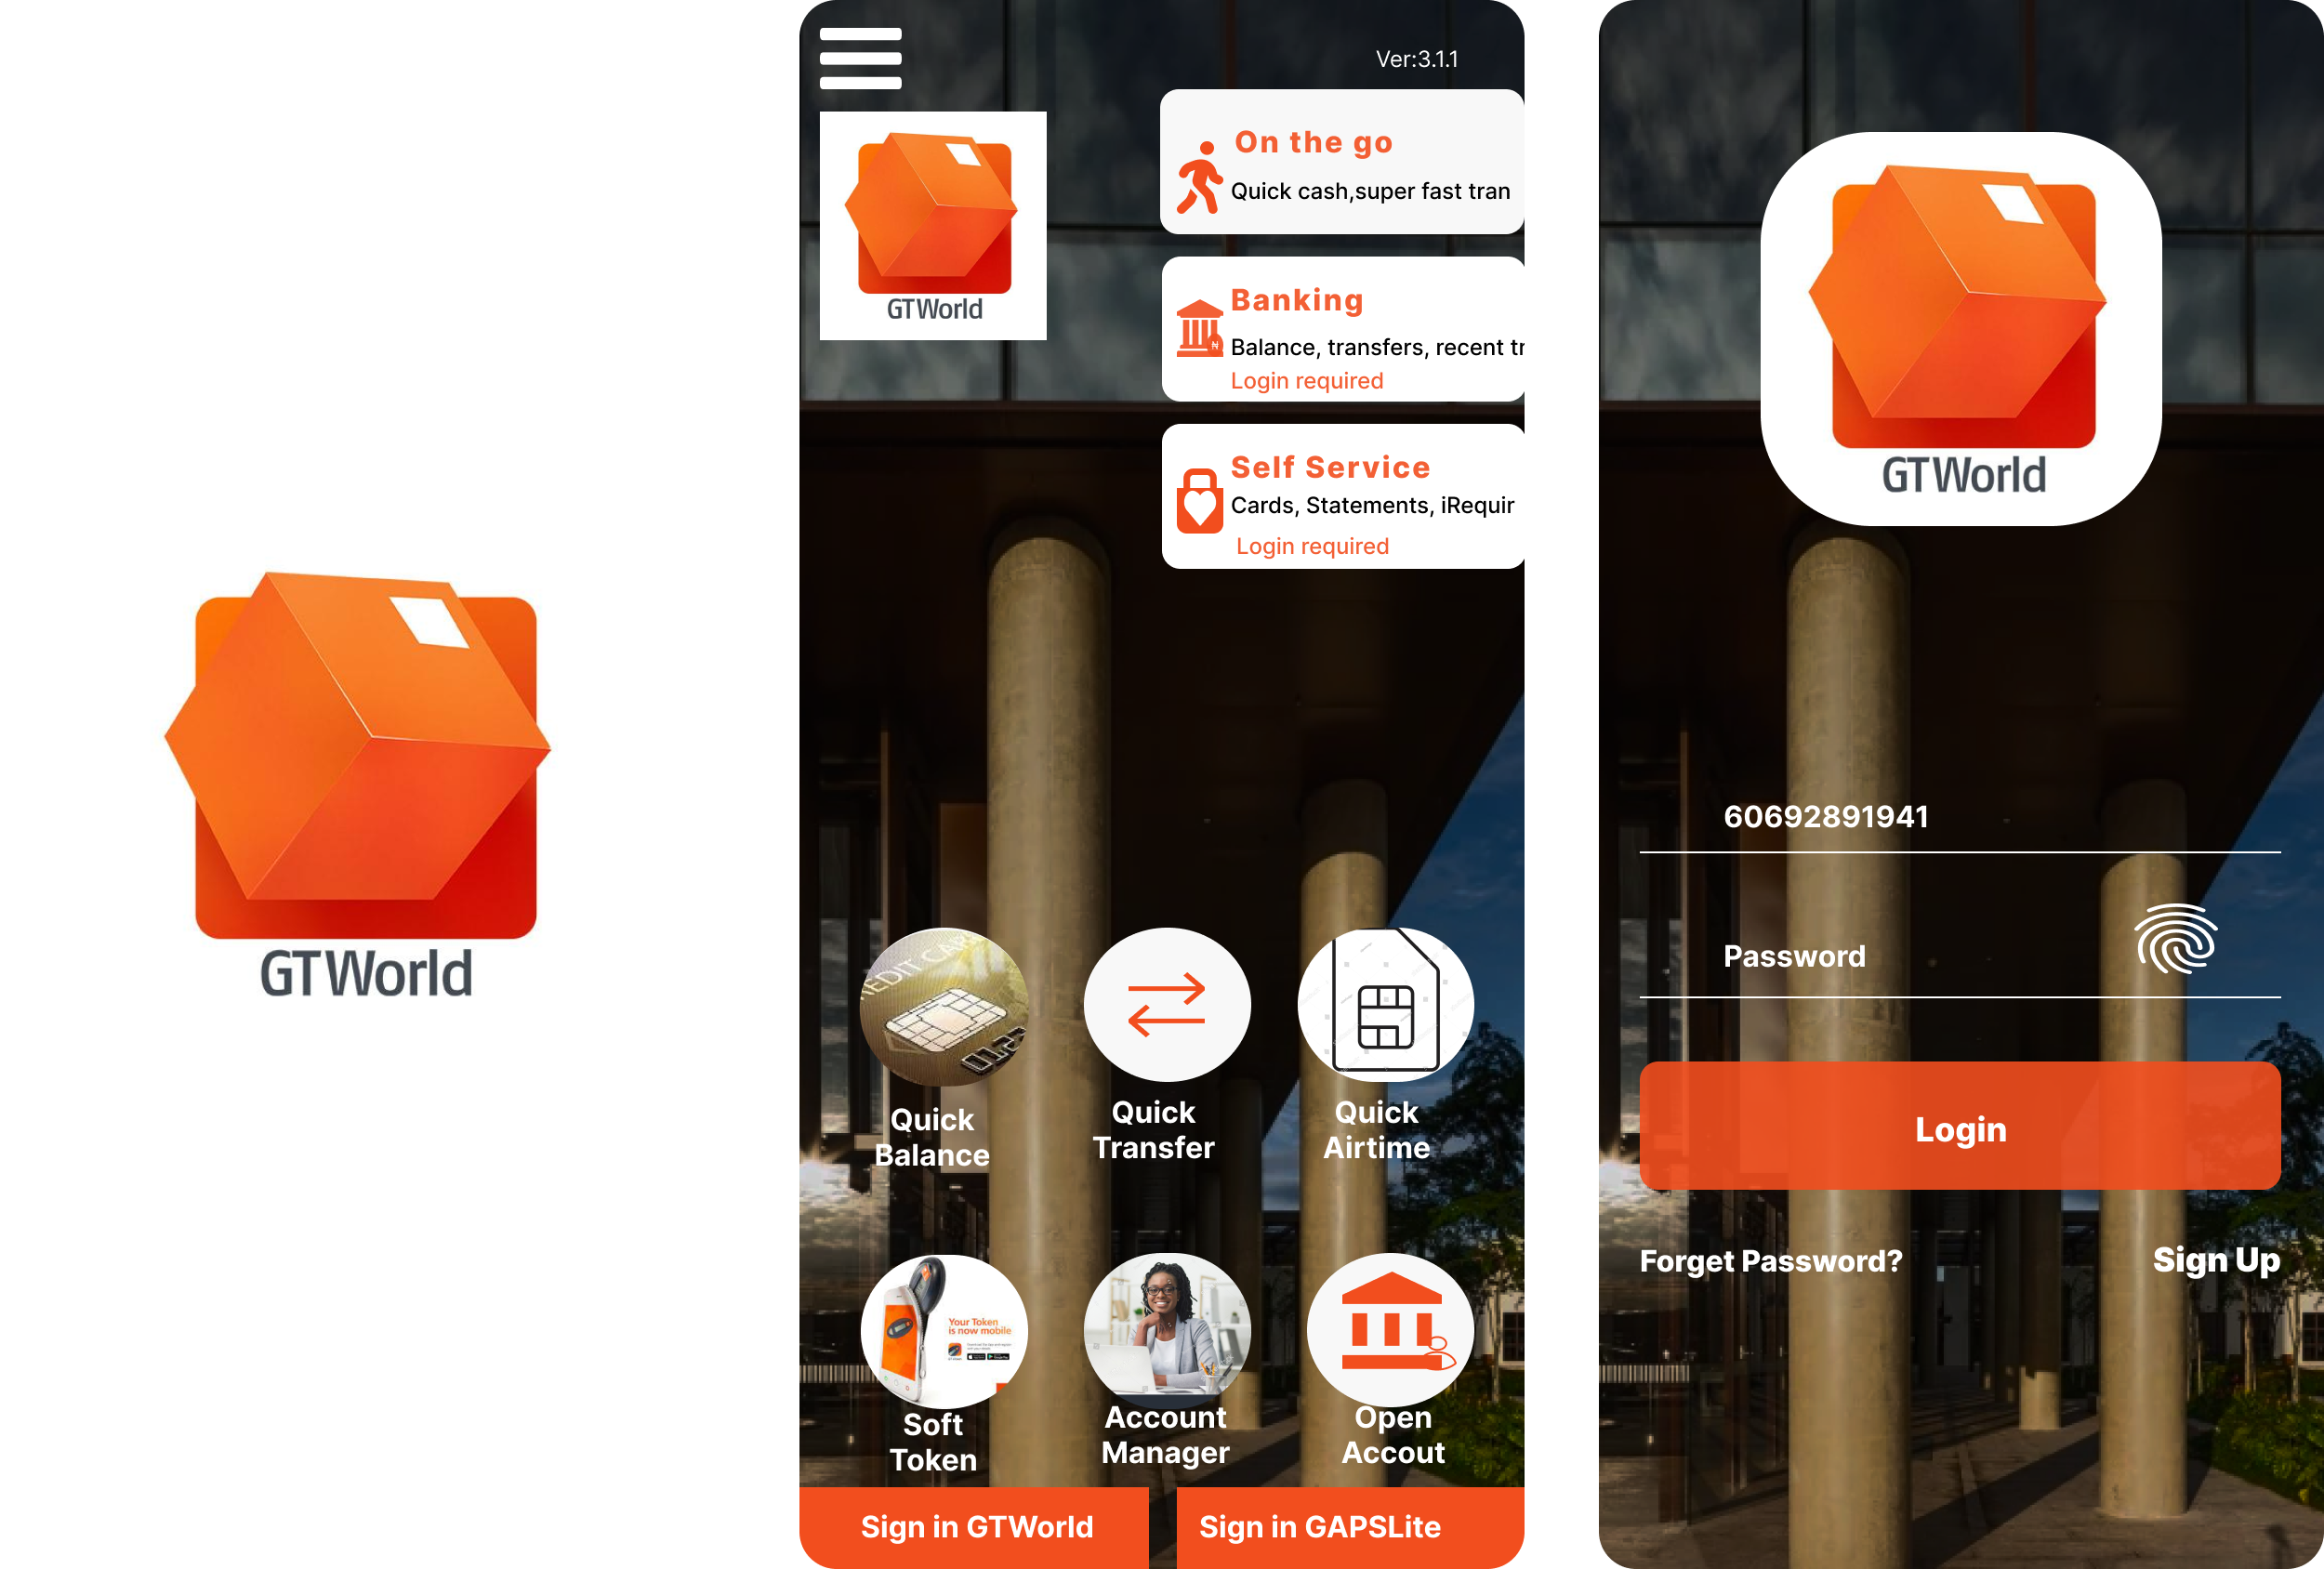 GTWorld
Ver:3.1.1
GTWorld
On the go
Quick cash,super fast tran
Banking
Balance, transfers, recent tr
Login required
Self Service
Cards, Statements, iRequir
Login required
EDIT CA
Quick
Balance
Quick
Transfer
Quick
Airtime
Your Token
is now mobile
Soft
Token
Account
Manager
Open
Accout
Sign in GTWorld
Sign in GAPSLite
GTWorld
60692891941
Password
Login
Forget Password?
Sign Up